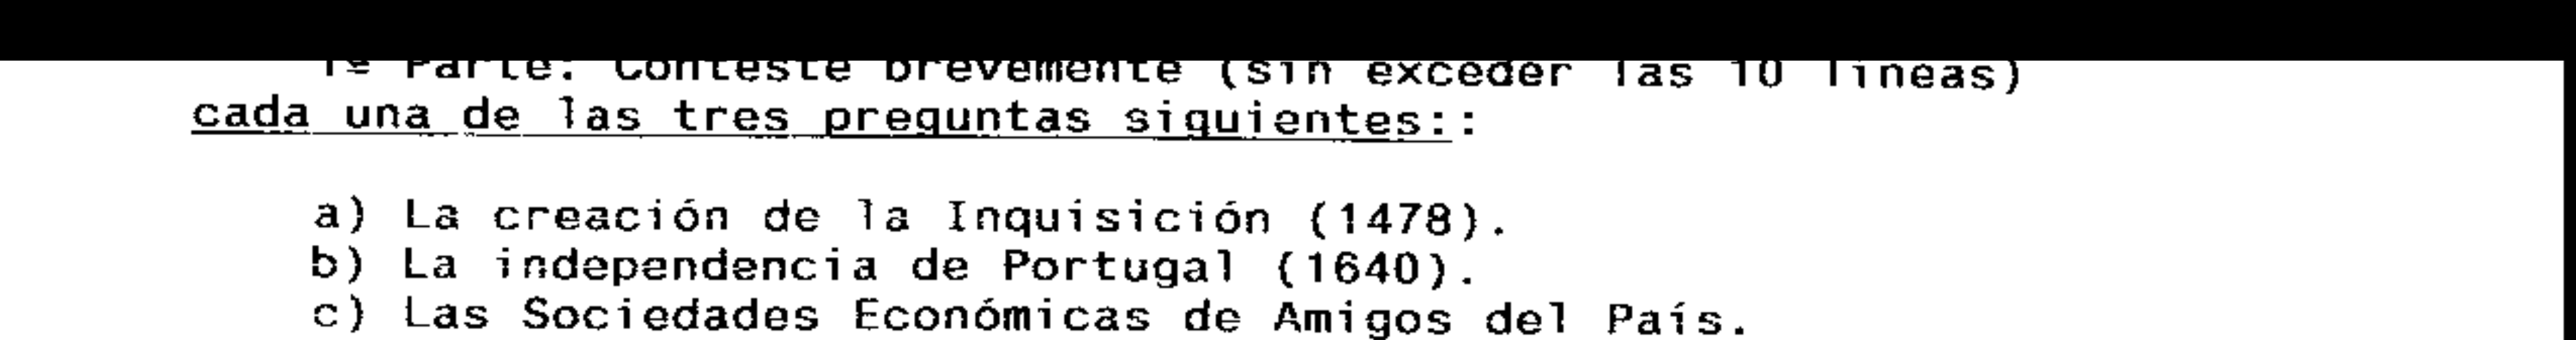 1ª Parte: Conteste brevemente (sin exceder las 10 líneas)
cada una de las tres preguntas siguientes::
a) La creación de la Inquisición (1478).
b) La independencia de Portugal (1640).
c) Las Sociedades Económicas de Amigos del País.